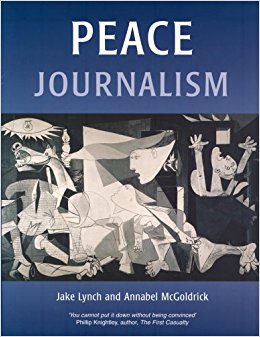 PEACE
JOURNALISM
Jake Lynch and Annabel McGoldrick
'You cannot put it down without being convinced'
Phillip Knightley, author, The First Casualty